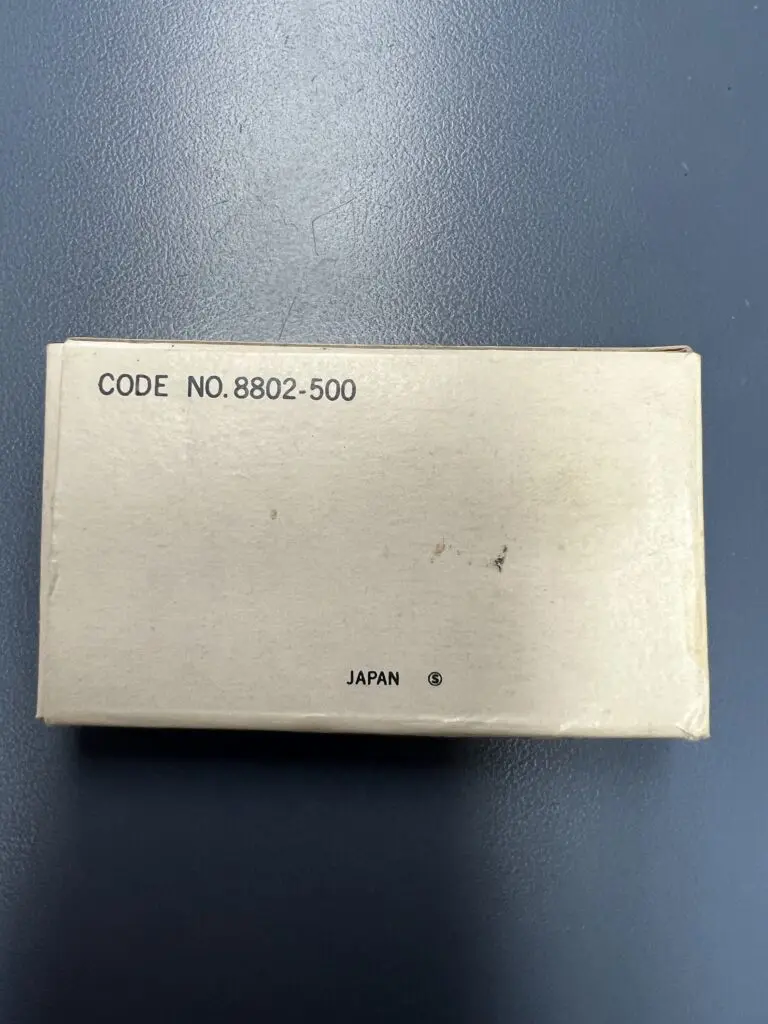 CODE NO. 8802-500
JAPAN Ⓢ